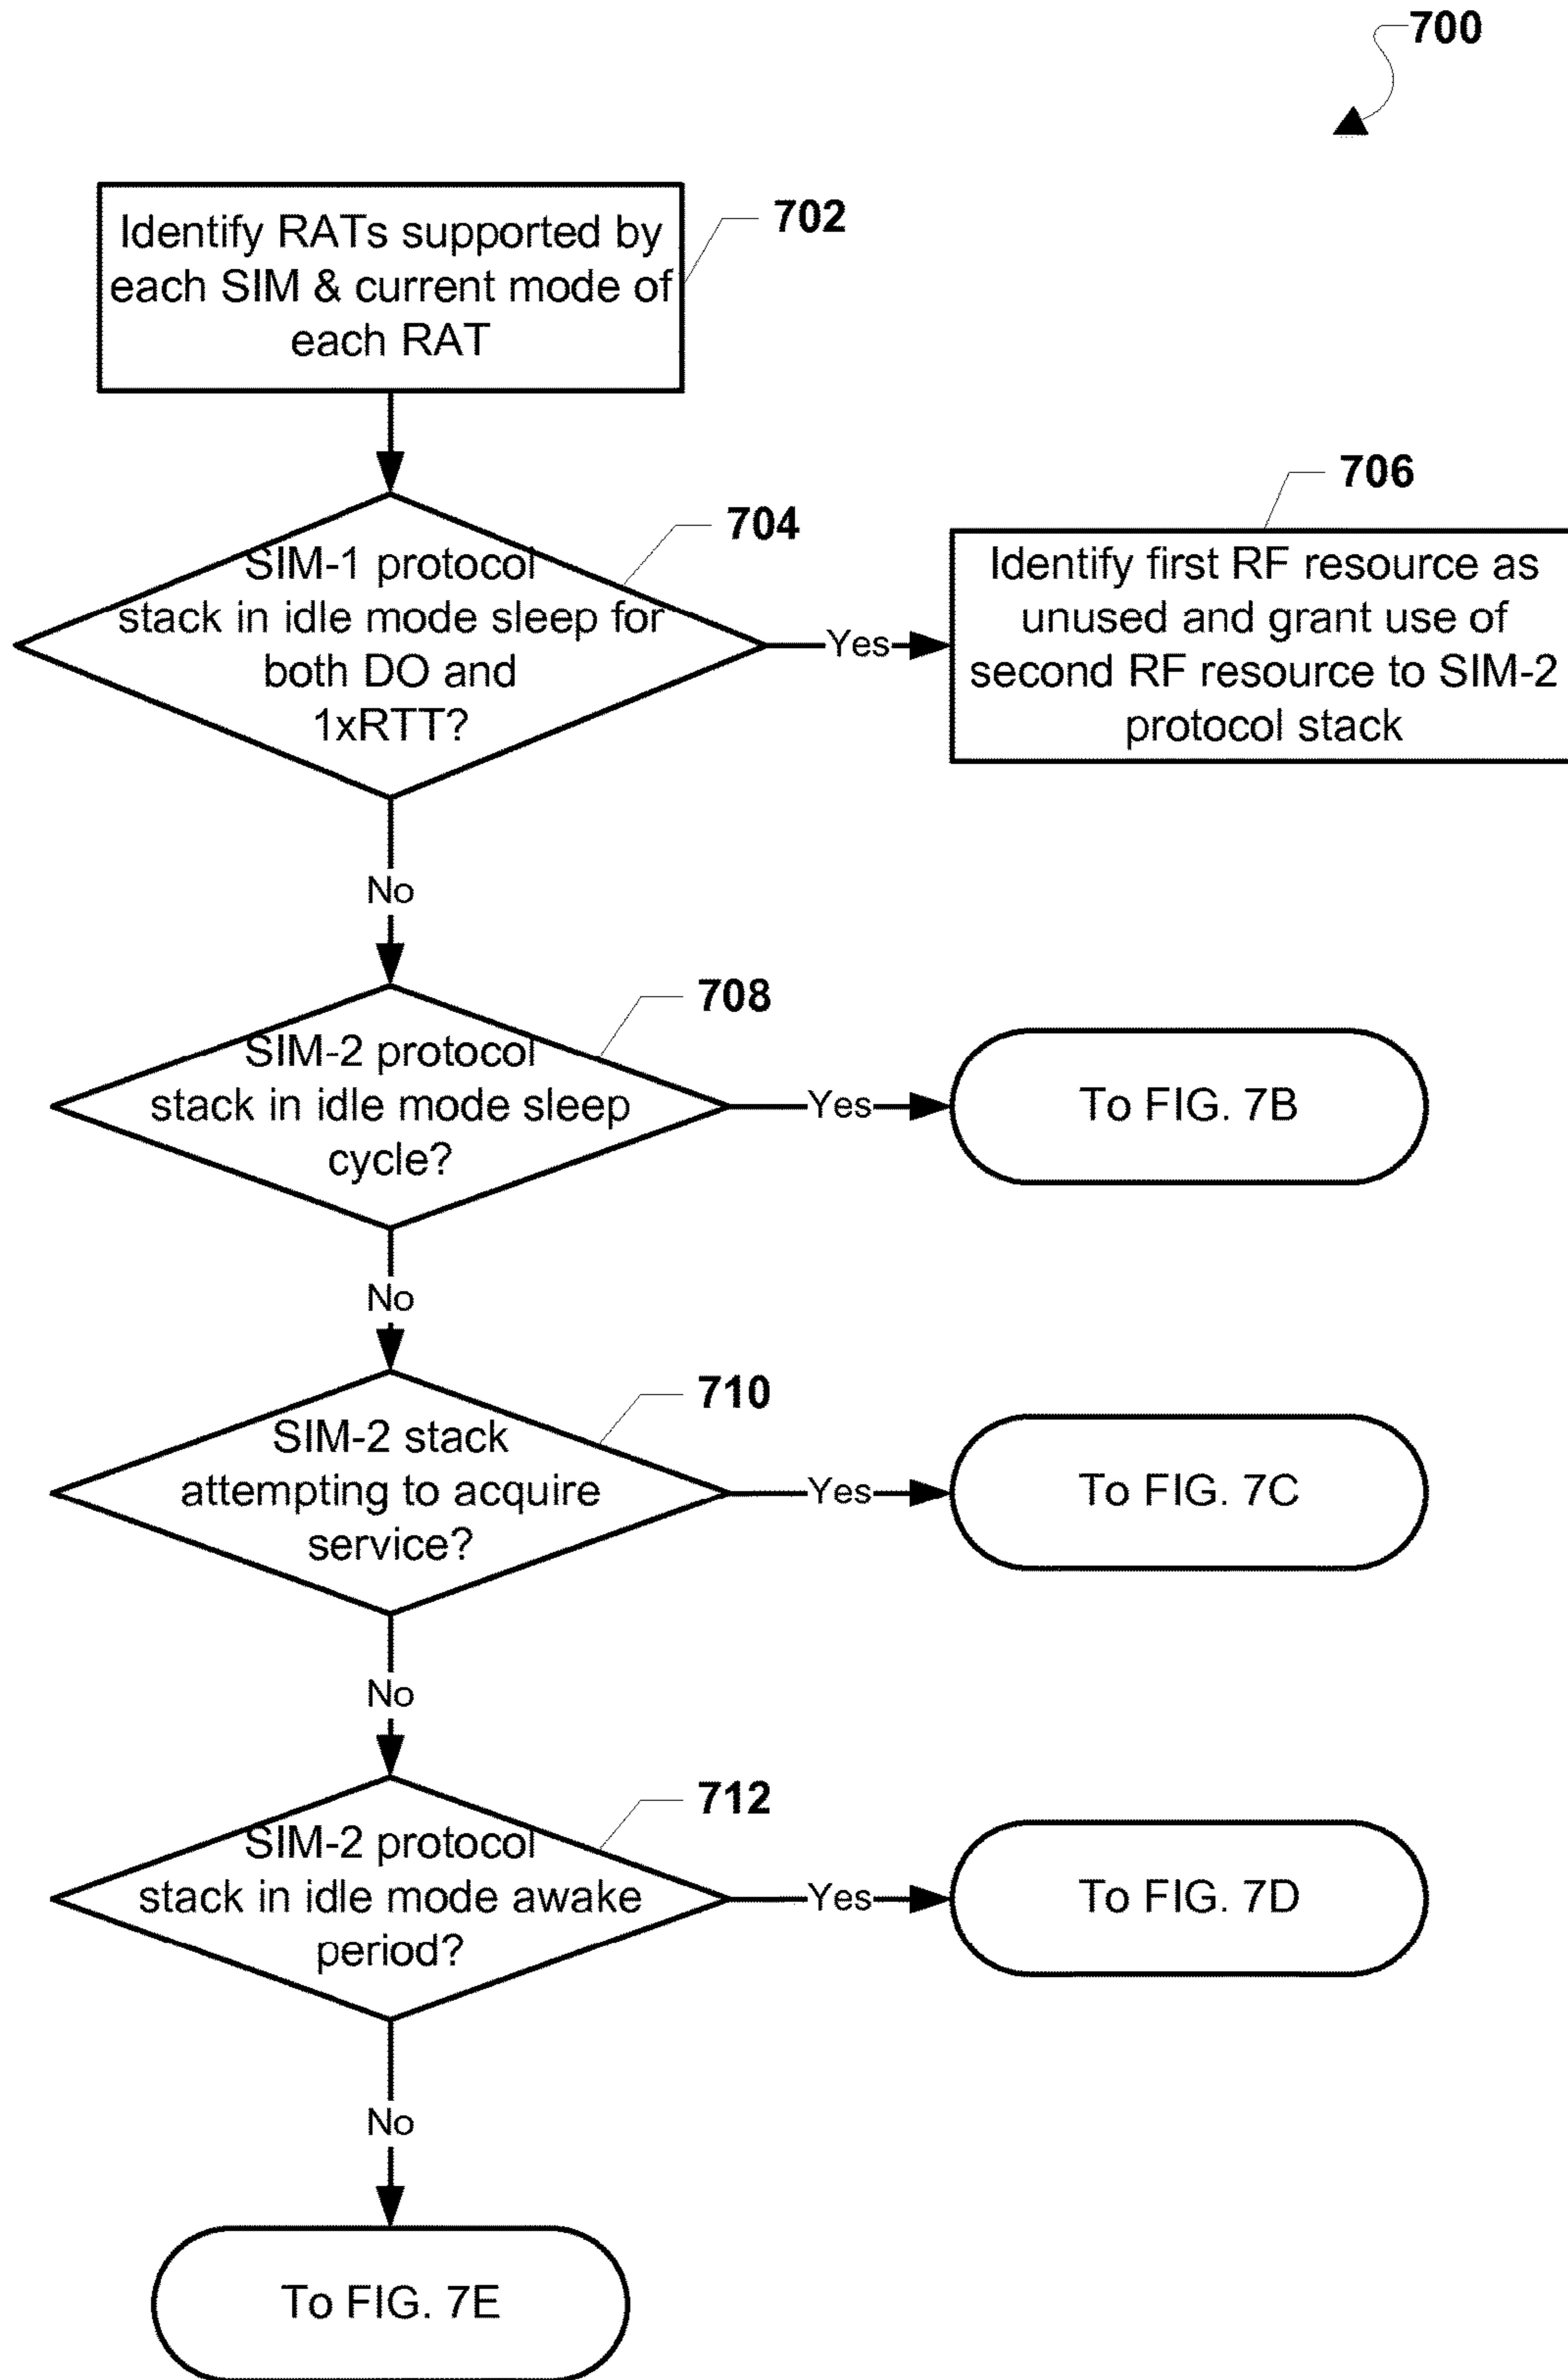 700
Identify RATs supported by
each SIM & current mode of
each RAT
702
SIM-1 protocol
stack in idle mode sleep for
both DO and
1xRTT?
704
Yes
706
Identify first RF resource as
unused and grant use of
second RF resource to SIM-2
protocol stack
No
SIM-2 protocol
stack in idle mode sleep
cycle?
708
Yes
To FIG. 7B
No
SIM-2 stack
attempting to acquire
service?
710
Yes
To FIG. 7C
No
SIM-2 protocol
stack in idle mode awake
period?
712
Yes
To FIG. 7D
No
To FIG. 7E